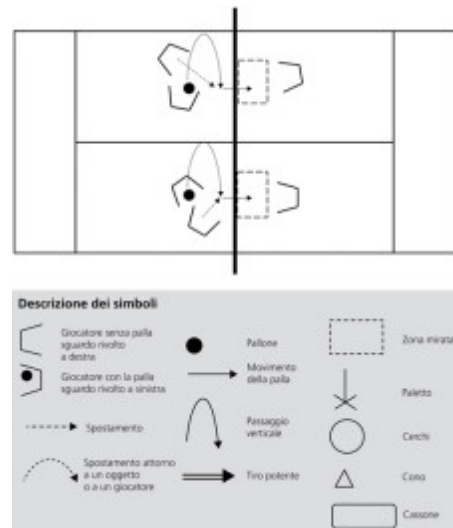 Descrizione dei simboli
Giocatore senza palla
sguardo rivolto
a destra
Giocatore con la palla
sguardo rivolto a sinistra
Spostamento
Spostamento attorno
a un oggetto
o a un giocatore
Pallone
Movimento
della palla
Passaggio
verticale
Tiro potente
Zona mirata
Paletto
Cerchi
Cono
Cassone